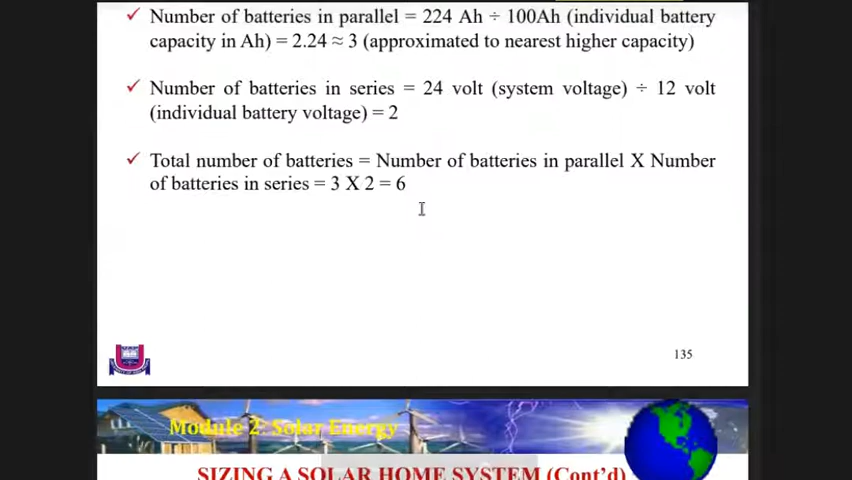 ✓ Number of batteries in parallel = 224 Ah ÷ 100Ah (individual battery
capacity in Ah) = 2.24 ≈ 3 (approximated to nearest higher capacity)
✓ Number of batteries in series = 24 volt (system voltage) ÷ 12 volt
(individual battery voltage) = 2
✓ Total number of batteries = Number of batteries in parallel X Number
of batteries in series = 3 X 2 = 6
135
Module 2: Solar Energy
SIZING A SOLAR HOME SYSTEM (Cont'd)